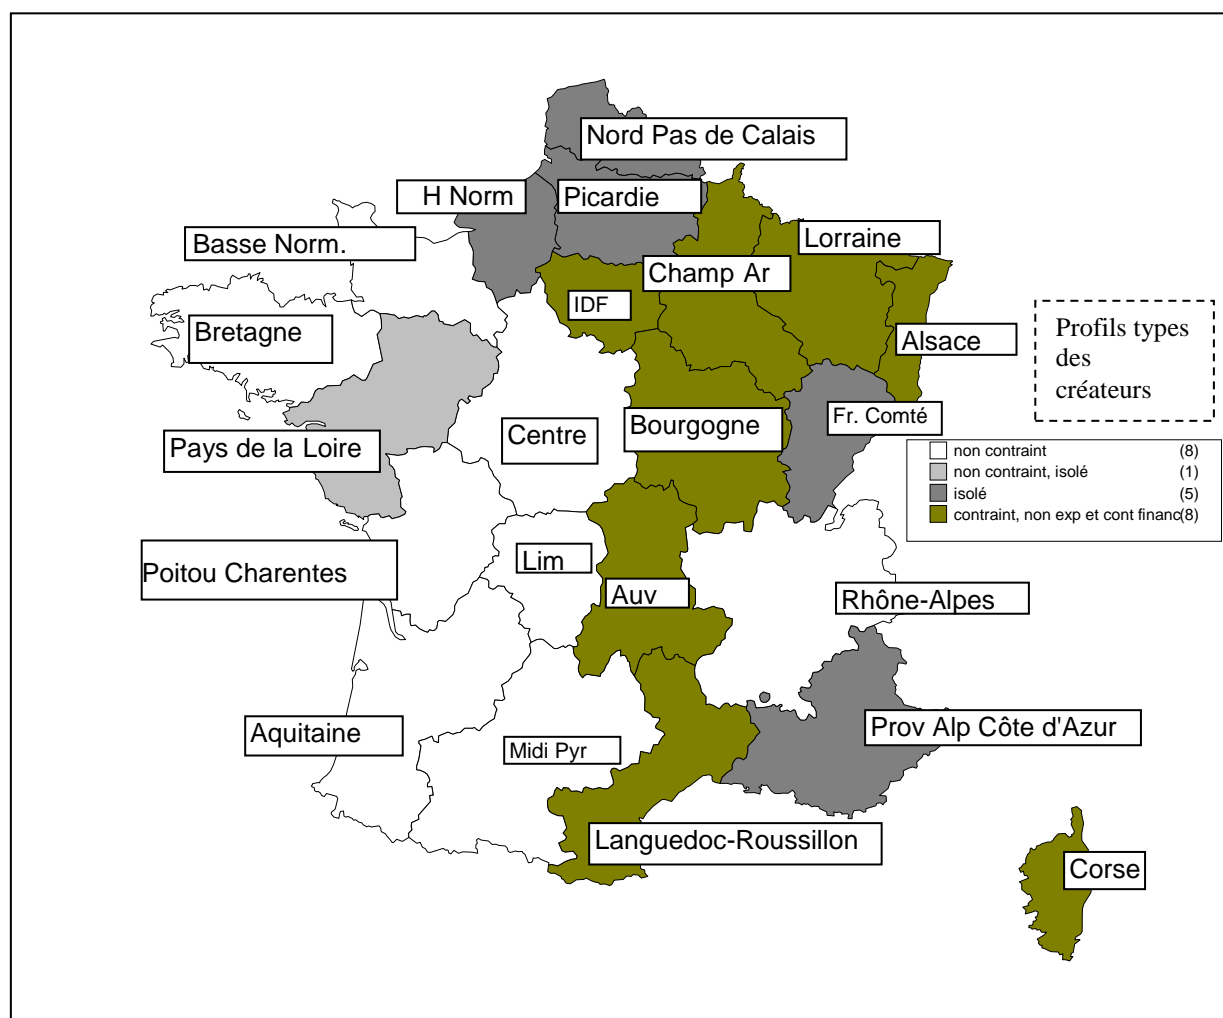 Nord Pas de Calais
H Norm
Picardie
Basse Norm.
Lorraine
Champ Ar
IDF
Bretagne
Alsace
Profils types
des
créateurs
Pays de la Loire
Centre
Bourgogne
Fr. Comté
non contraint (8)
non contraint, isolé (1)
isolé (5)
contraint, non exp et cont financ(8)
Poitou Charentes
Lim
Auv
Rhône-Alpes
Aquitaine
Midi Pyr
Prov Alp Côte d'Azur
Languedoc-Roussillon
Corse